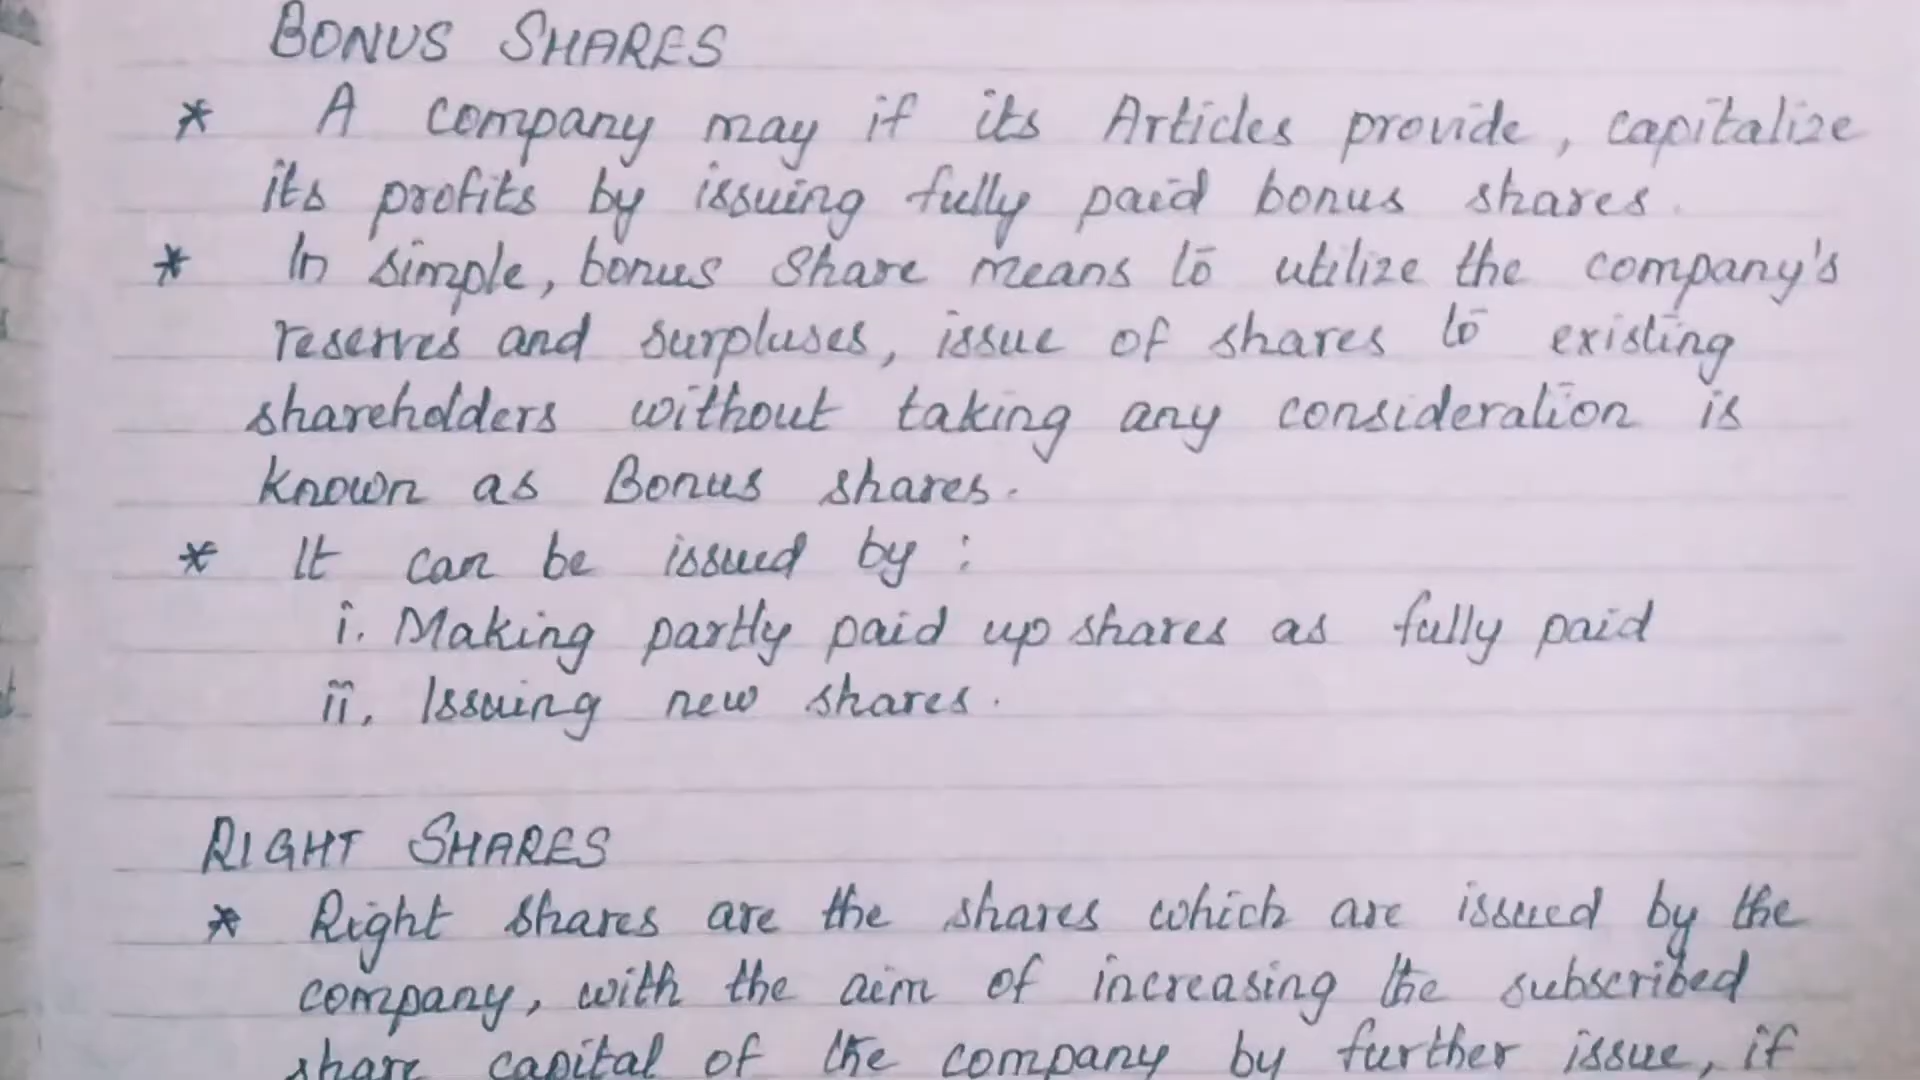 BONUS SHARES
* A company may if its Articles provide, capitalize
its profits by issuing fully paid bonus shares.
* In simple, bonus Share means to utilize the company's
reserves and surpluses, issue of shares to existing
shareholders without taking any consideration is
known as Bonus shares.
* It can be issued by :
i. Making partly paid up shares as fully paid
ii. Issuing new shares.
RIGHT SHARES
* Right shares are the shares which are issued by the
company, with the aim of increasing the subscribed
share capital of the company by further issue, if